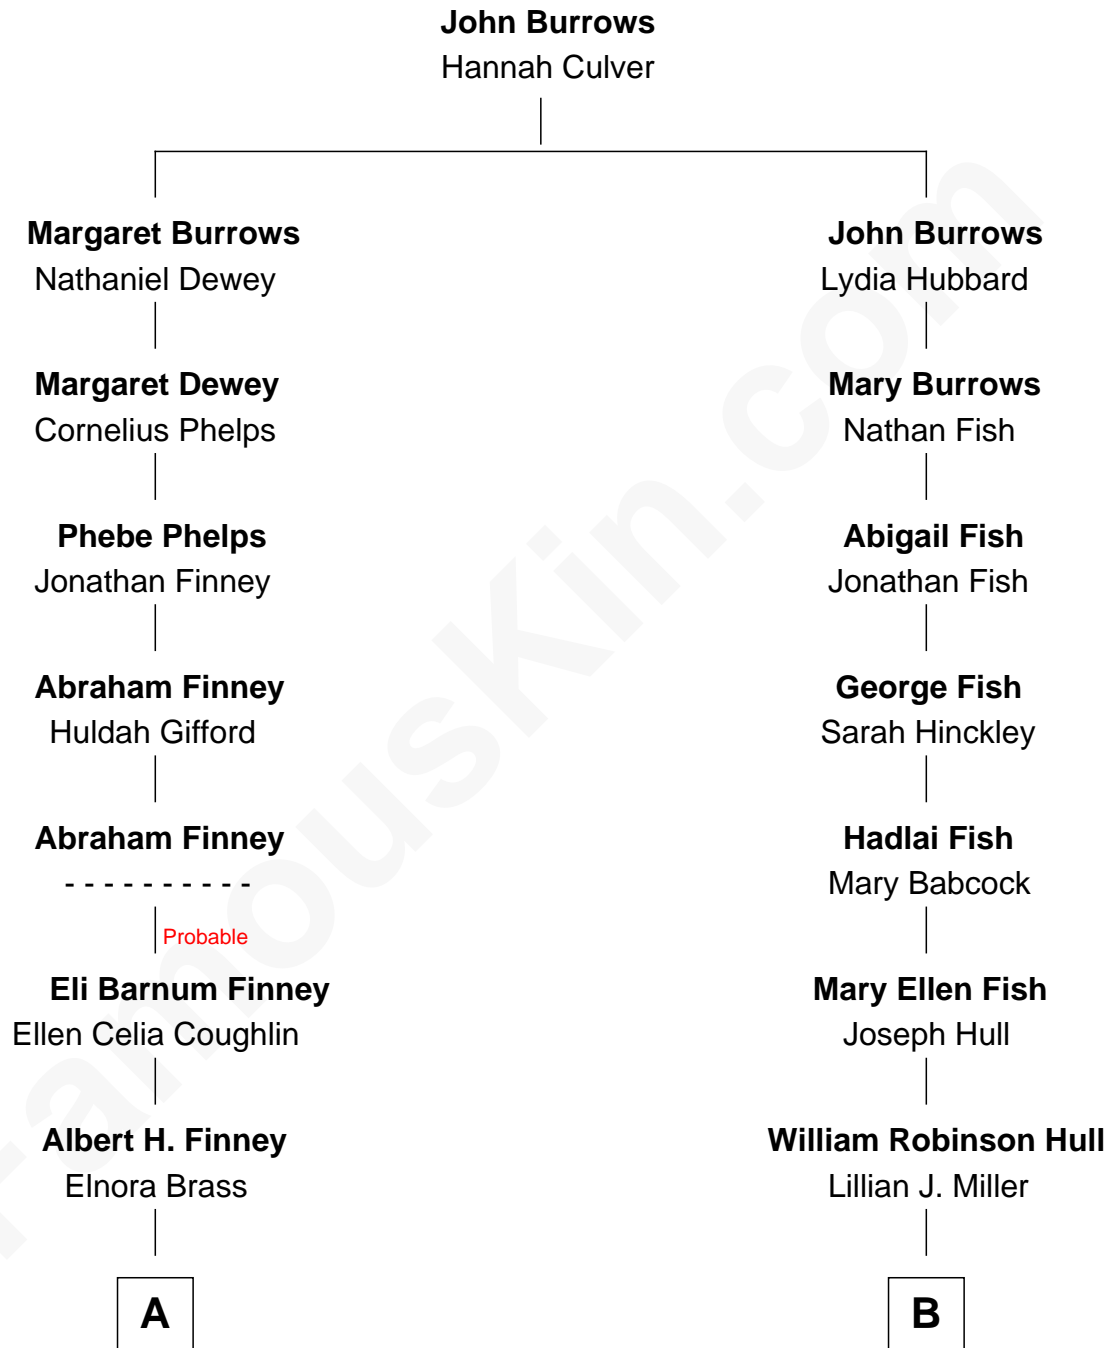 John Burrows
Hannah Culver
Margaret Burrows
Nathaniel Dewey
John Burrows
Lydia Hubbard
Margaret Dewey
Cornelius Phelps
Mary Burrows
Nathan Fish
Phebe Phelps
Jonathan Finney
Abigail Fish
Jonathan Fish
Abraham Finney
Huldah Gifford
George Fish
Sarah Hinckley
Abraham Finney
- - - - - - - - - -
Hadlai Fish
Mary Babcock
Probable
Eli Barnum Finney
Ellen Celia Coughlin
Mary Ellen Fish
Joseph Hull
Albert H. Finney
Elnora Brass
William Robinson Hull
Lillian J. Miller
A
B
FamousKin.com